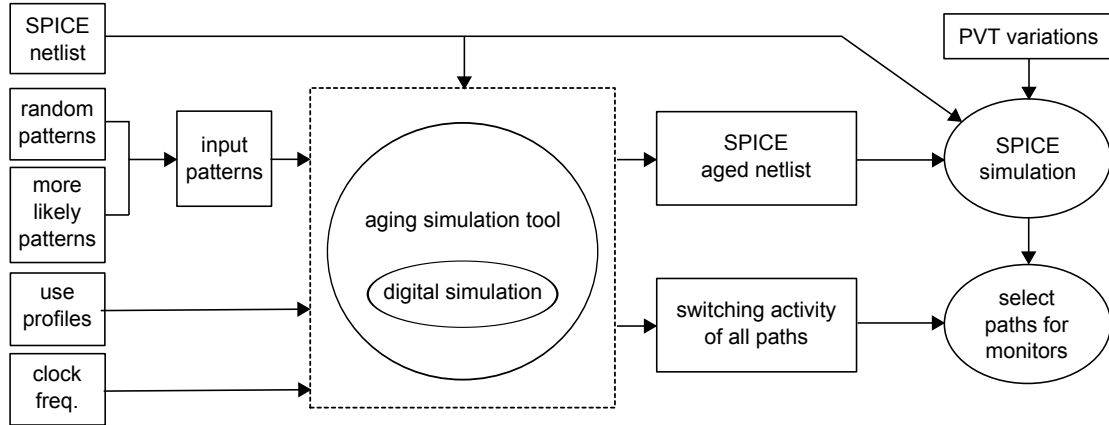 SPICE
netlist
PVT variations
random
patterns
more
likely
patterns
input
patterns
use
profiles
clock
freq.
aging simulation tool
digital simulation
SPICE
aged netlist
switching activity
of all paths
SPICE
simulation
select
paths for
monitors